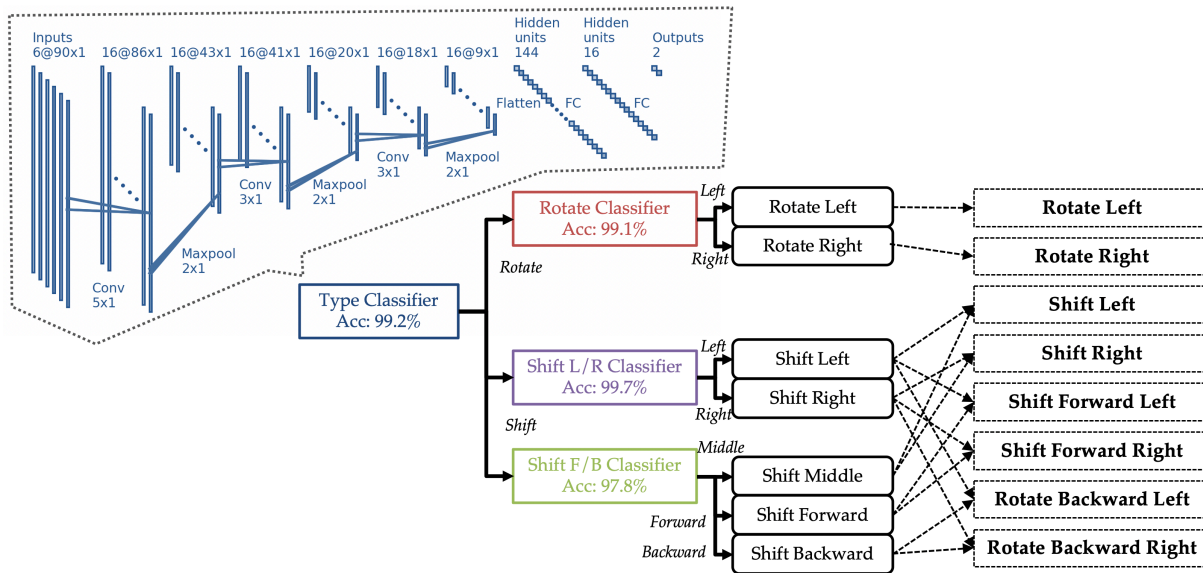 Inputs
6@90x1
16@86x1
16@43x1
16@41x1
16@20x1
16@18x1
16@9x1
Hidden
units
144
Hidden
units
16
Outputs
2
Flatten
FC
FC
Conv
5x1
Maxpool
2x1
Conv
3x1
Maxpool
2x1
Conv
3x1
Maxpool
2x1
Type Classifier
Acc: 99.2%
Rotate
Shift
Rotate Classifier
Acc: 99.1%
Left
Right
Rotate Left
Rotate Right
Shift L/R Classifier
Acc: 99.7%
Left
Right
Shift Left
Shift Right
Shift F/B Classifier
Acc: 97.8%
Middle
Forward
Backward
Shift Middle
Shift Forward
Shift Backward
Rotate Left
Rotate Right
Shift Left
Shift Right
Shift Forward Left
Shift Forward Right
Rotate Backward Left
Rotate Backward Right